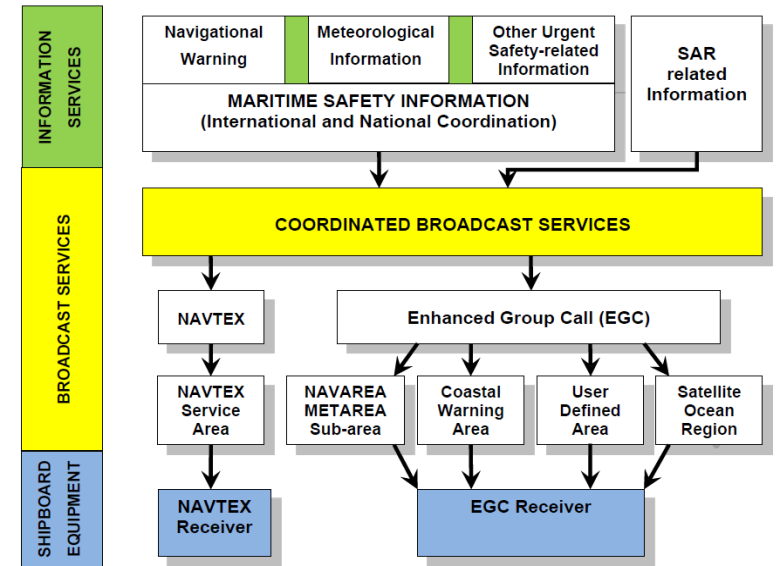 INFORMATION
SERVICES
Navigational
Warning
Meteorological
Information
Other Urgent
Safety-related
Information
SAR
related
Information
MARITIME SAFETY INFORMATION
(International and National Coordination)
BROADCAST SERVICES
COORDINATED BROADCAST SERVICES
NAVTEX
Enhanced Group Call (EGC)
NAVTEX
Service
Area
NAVAREA
METAREA
Sub-area
Coastal
Warning
Area
User
Defined
Area
Satellite
Ocean
Region
SHIPBOARD
EQUIPMENT
NAVTEX
Receiver
EGC Receiver